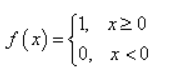 f(x) = { 1, x ≥ 0
0, x < 0